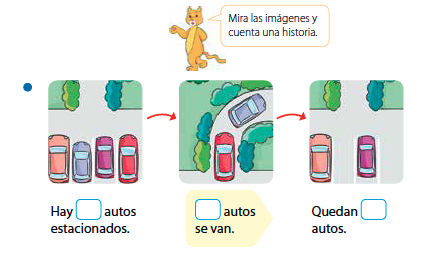 Mira las imágenes y
cuenta una historia.
Hay autos
estacionados.
autos
se van.
Quedan
autos.